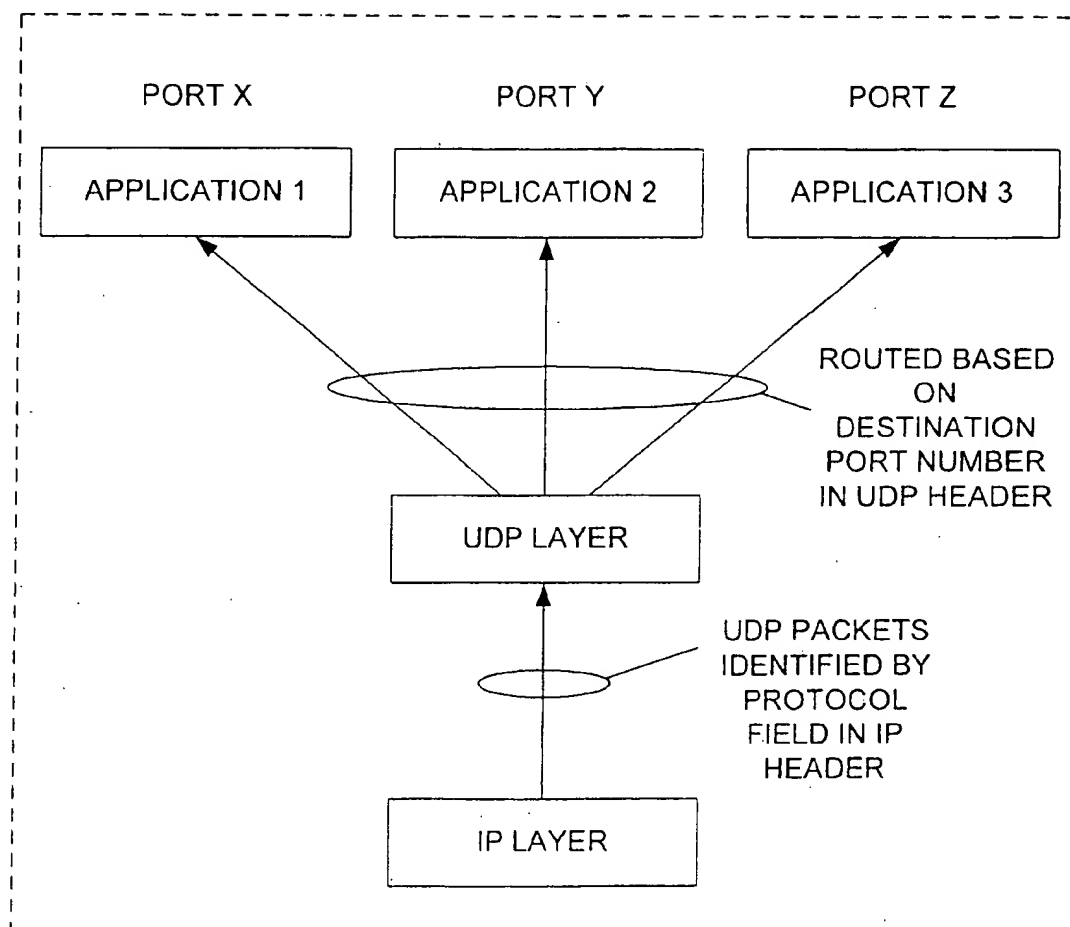 PORT X
PORT Y
PORT Z
APPLICATION 1
APPLICATION 2
APPLICATION 3
ROUTED BASED
ON
DESTINATION
PORT NUMBER
IN UDP HEADER
UDP LAYER
UDP PACKETS
IDENTIFIED BY
PROTOCOL
FIELD IN IP
HEADER
IP LAYER